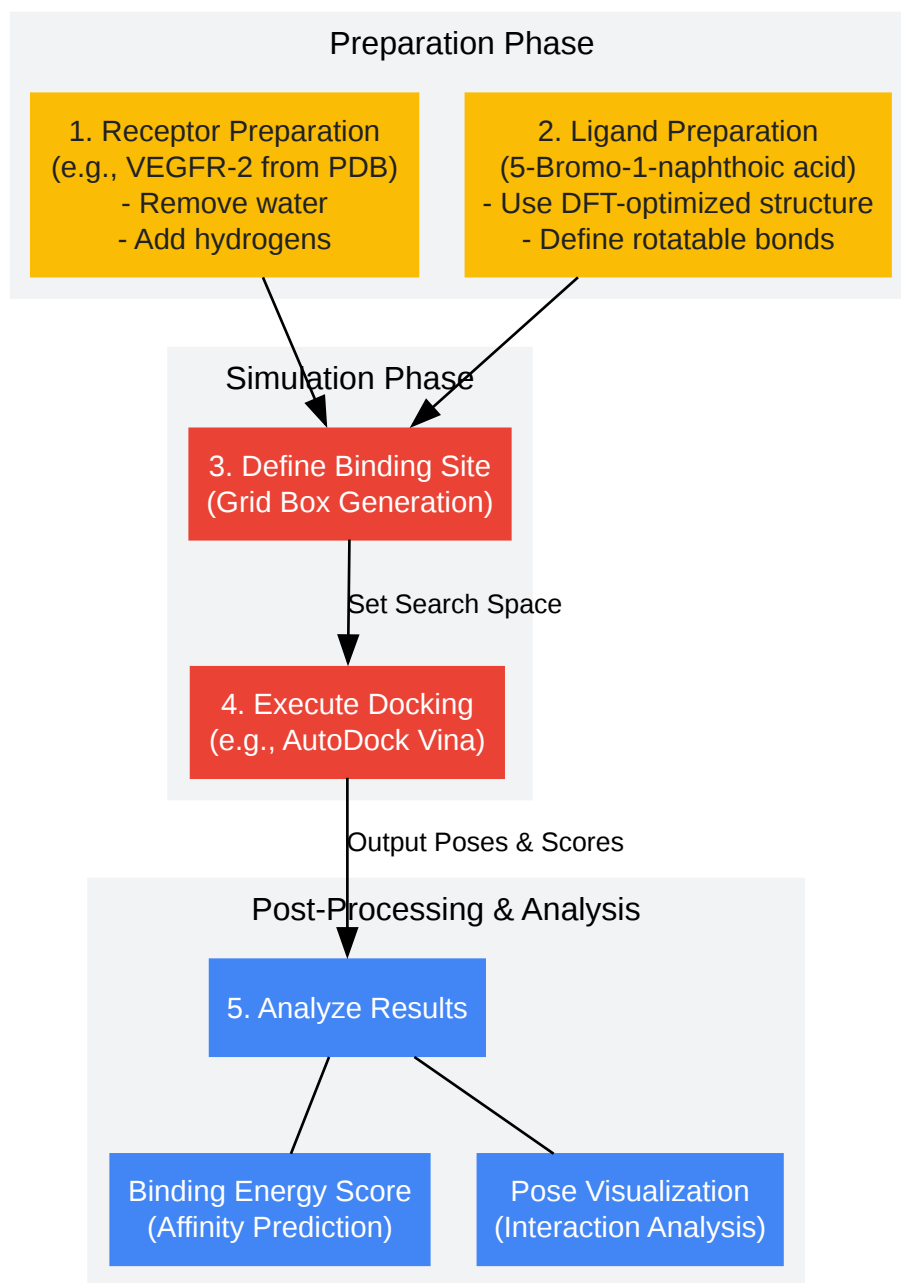 Preparation Phase
1. Receptor Preparation
(e.g., VEGFR-2 from PDB)
- Remove water
- Add hydrogens
2. Ligand Preparation
(5-Bromo-1-naphthoic acid)
- Use DFT-optimized structure
- Define rotatable bonds
Simulation Phase
3. Define Binding Site
(Grid Box Generation)
Set Search Space
4. Execute Docking
(e.g., AutoDock Vina)
Output Poses & Scores
Post-Processing & Analysis
5. Analyze Results
Binding Energy Score
(Affinity Prediction)
Pose Visualization
(Interaction Analysis)